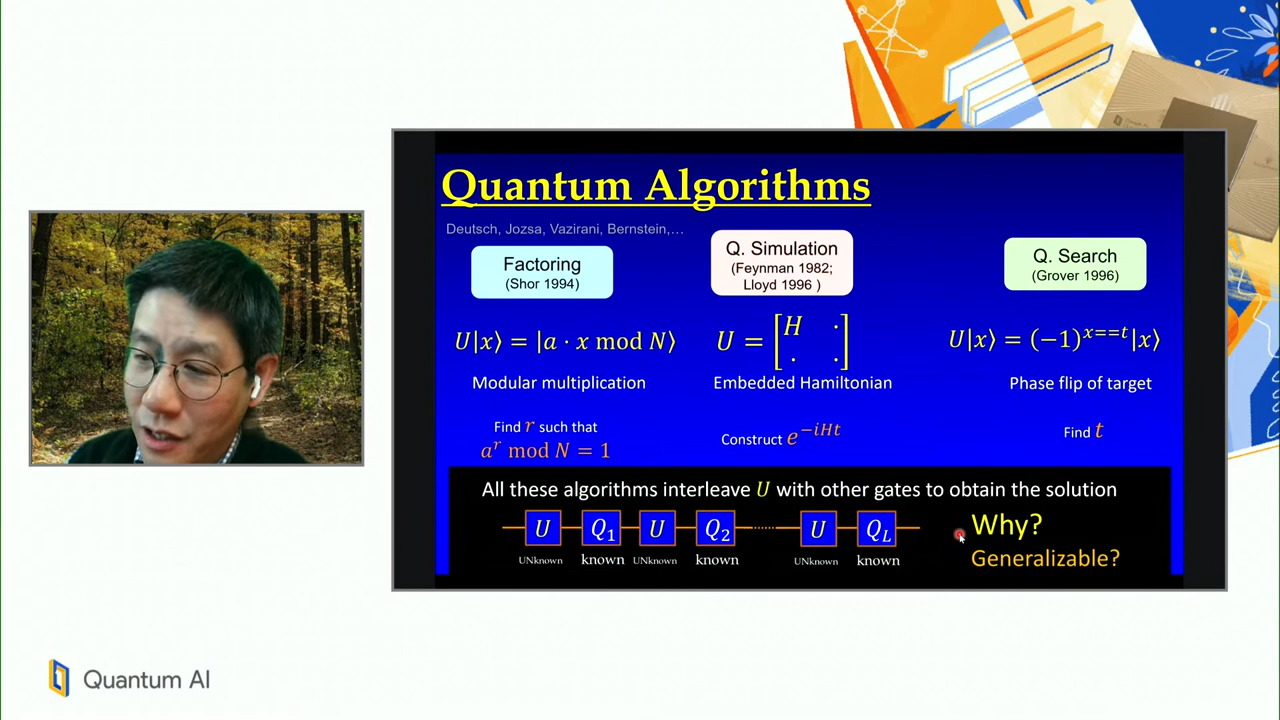 Quantum Algorithms
Deutsch, Jozsa, Vazirani, Bernstein,...
Factoring
(Shor 1994)
U|x⟩ = |a · x mod N⟩
Modular multiplication
Find r such that
a^r mod N = 1
Q. Simulation
(Feynman 1982;
Lloyd 1996 )
U = [H · · ·]
Embedded Hamiltonian
Construct e^{-iHt}
Q. Search
(Grover 1996)
U|x⟩ = (−1)^{x==t}|x⟩
Phase flip of target
Find t
All these algorithms interleave U with other gates to obtain the solution
U Q₁ U Q₂ ...... U Q_L
UNknown known UNknown known UNknown known
Why?
Generalizable?
Quantum AI